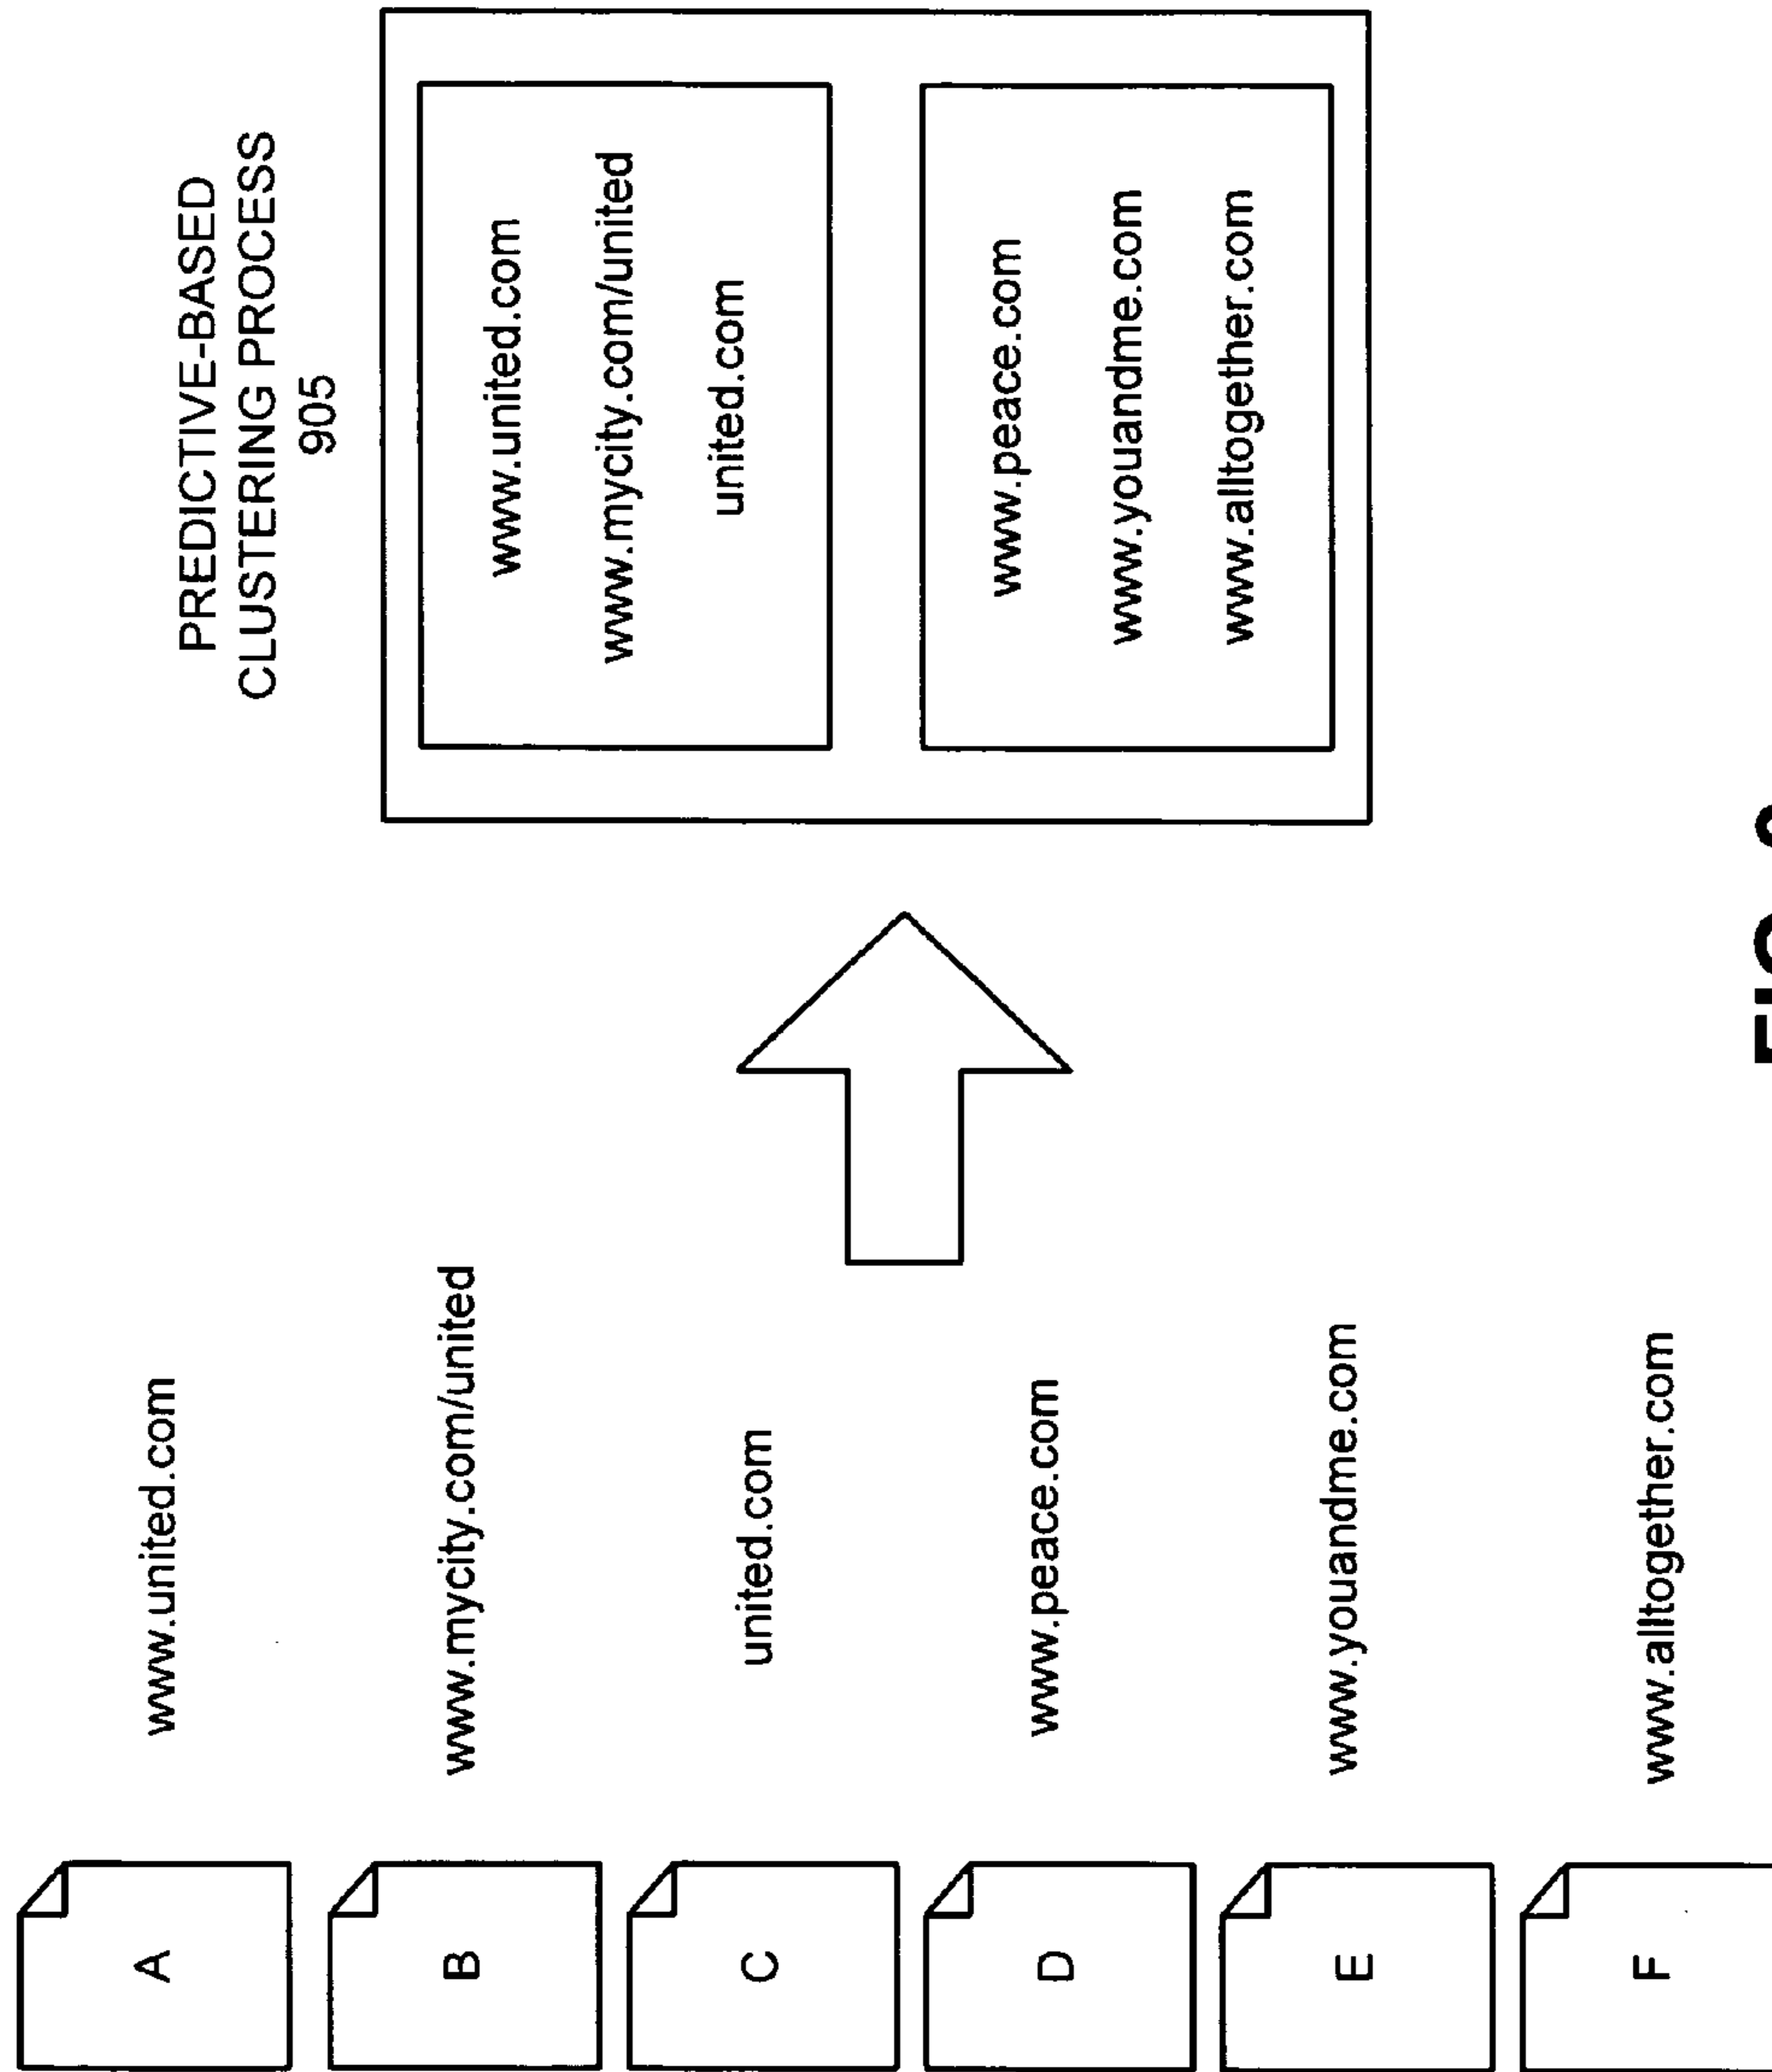 PREDICTIVE-BASED
CLUSTERING PROCESS
905
A
www.united.com
B
www.mycity.com/united
C
united.com
D
www.peace.com
E
www.youandme.com
F
www.alltogether.com
www.united.com
www.mycity.com/united
united.com
www.peace.com
www.youandme.com
www.alltogether.com